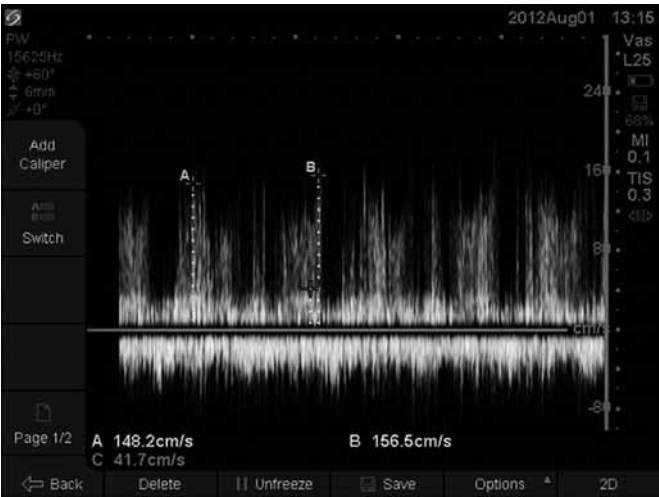 2012Aug01 13:15
PW
15625Hz
+60°
6mm
+0°
Vas
L25
68%
MI
0.1
TIS
0.3
240
160
80
cm/s
-80
Add
Caliper
Switch
Page 1/2
A
B
A 148.2cm/s
B 156.5cm/s
C 41.7cm/s
Back
Delete
Unfreeze
Save
Options
2D